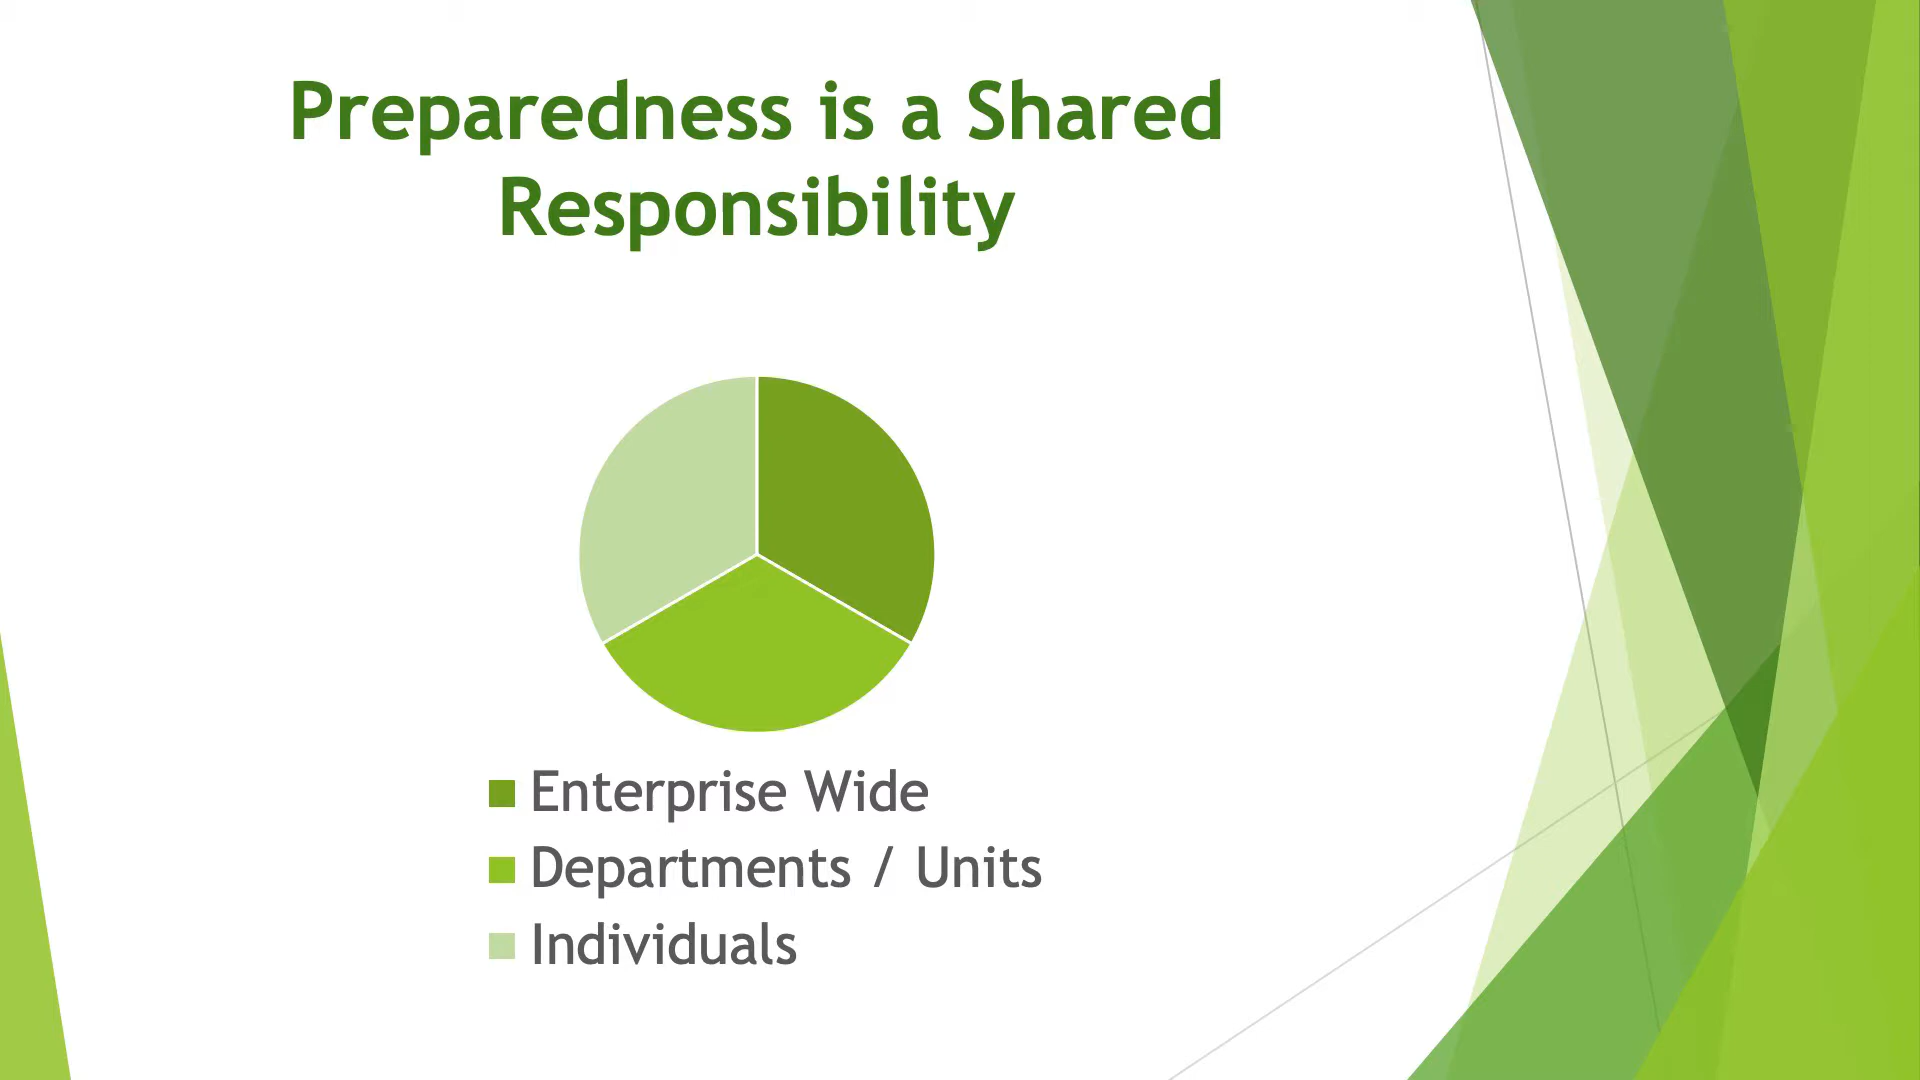 Preparedness is a Shared
Responsibility
Enterprise Wide
Departments / Units
Individuals